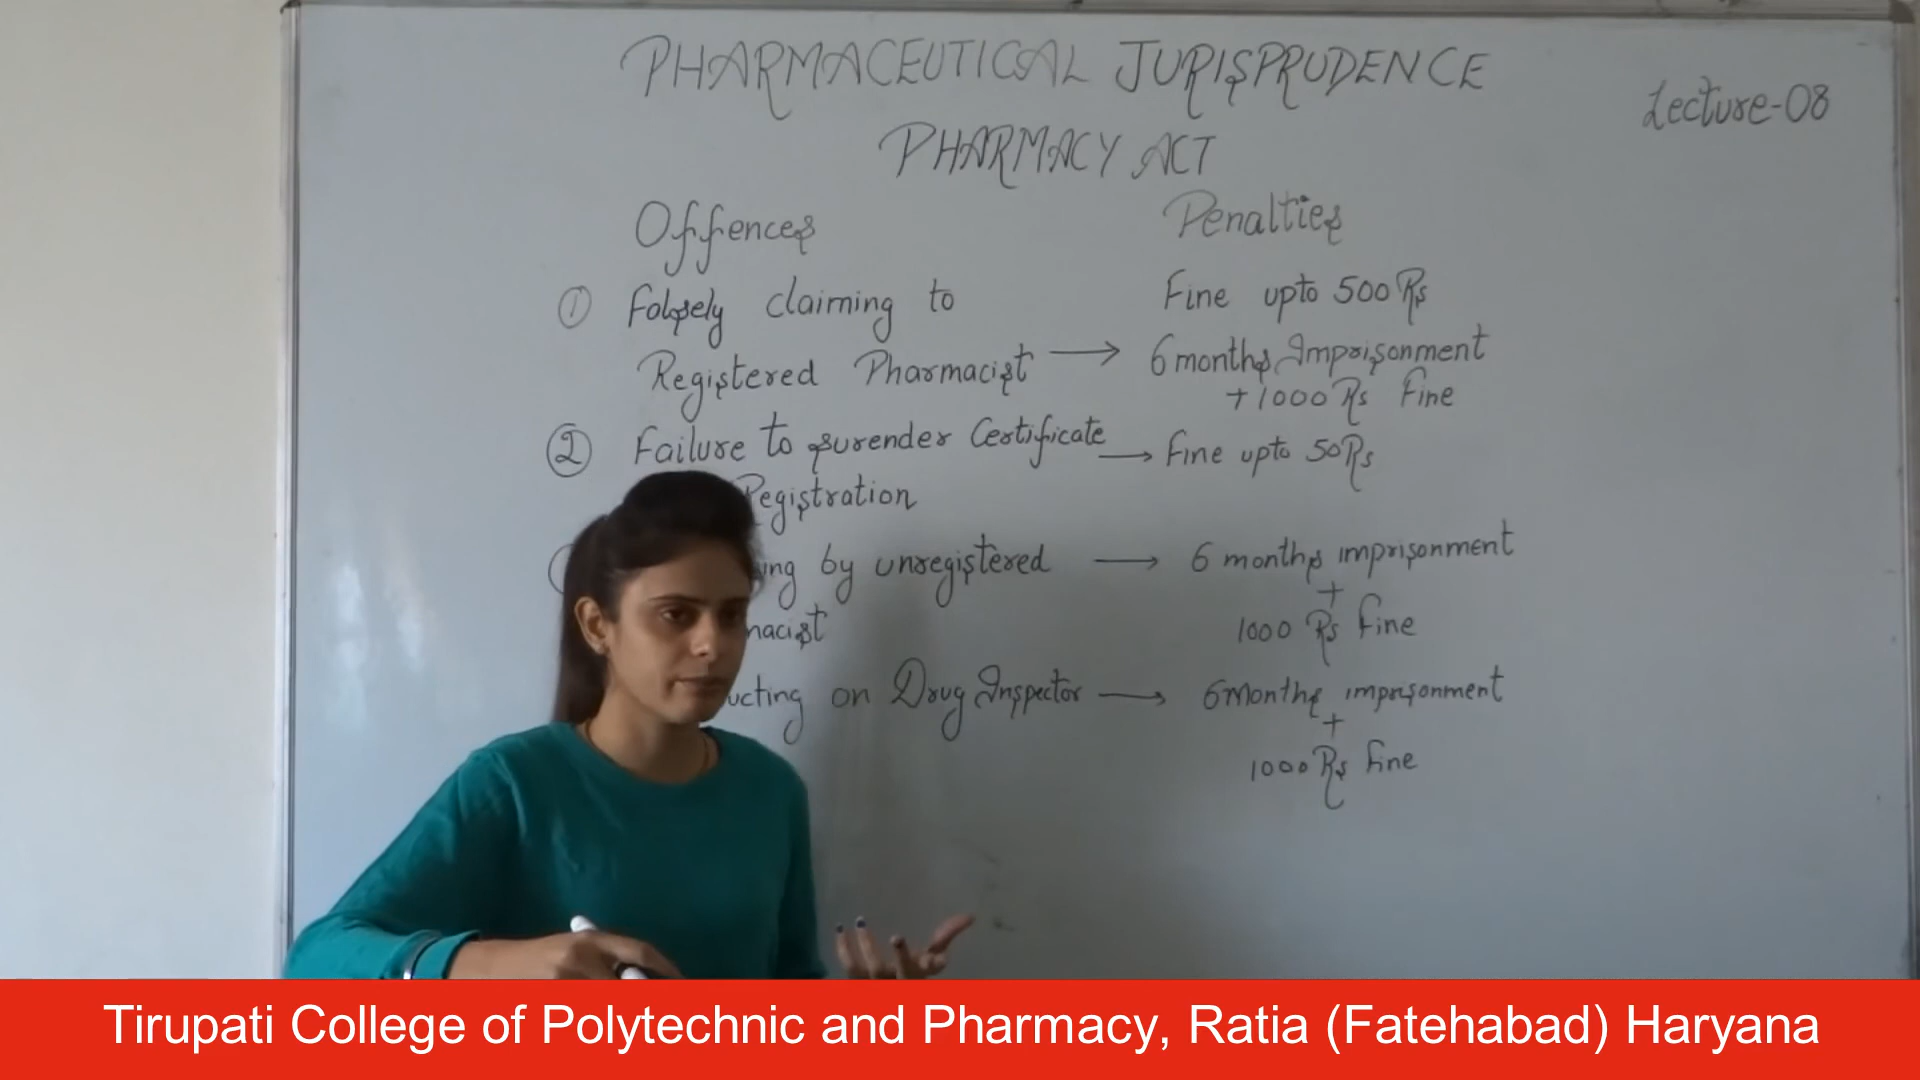 PHARMACEUTICAL JURISPRUDENCE
Lecture-08
PHARMACY ACT
Offences Penalties
① Falsely claiming to Fine upto 500 Rs
Registered Pharmacist → 6 months Imprisonment
+ 1000 Rs Fine
② Failure to surender Certificate → Fine upto 50 Rs
Registration
by unregistered → 6 months imprisonment
+
1000 Rs Fine
on Drug Inspector → 6 Months imprisonment
+
1000 Rs Fine
Tirupati College of Polytechnic and Pharmacy, Ratia (Fatehabad) Haryana